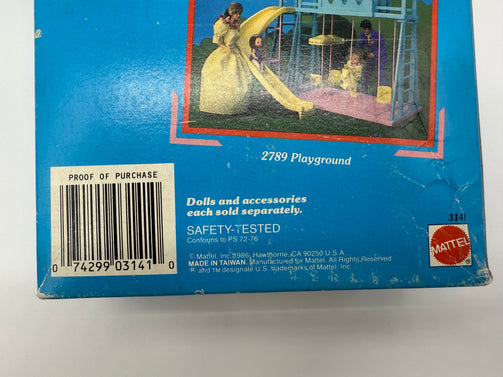 2789 Playground
PROOF OF PURCHASE
0 74299 03141 0
Dolls and accessories
each sold separately.
SAFETY-TESTED
Conforms to PS 72-76
© Mattel, Inc. 1986, Hawthorne, CA 90250 U.S.A.
MADE IN TAIWAN. Manufactured for Mattel. All Rights Reserved
® and TM designate U.S. trademarks of Mattel, Inc.
3141
MATTEL